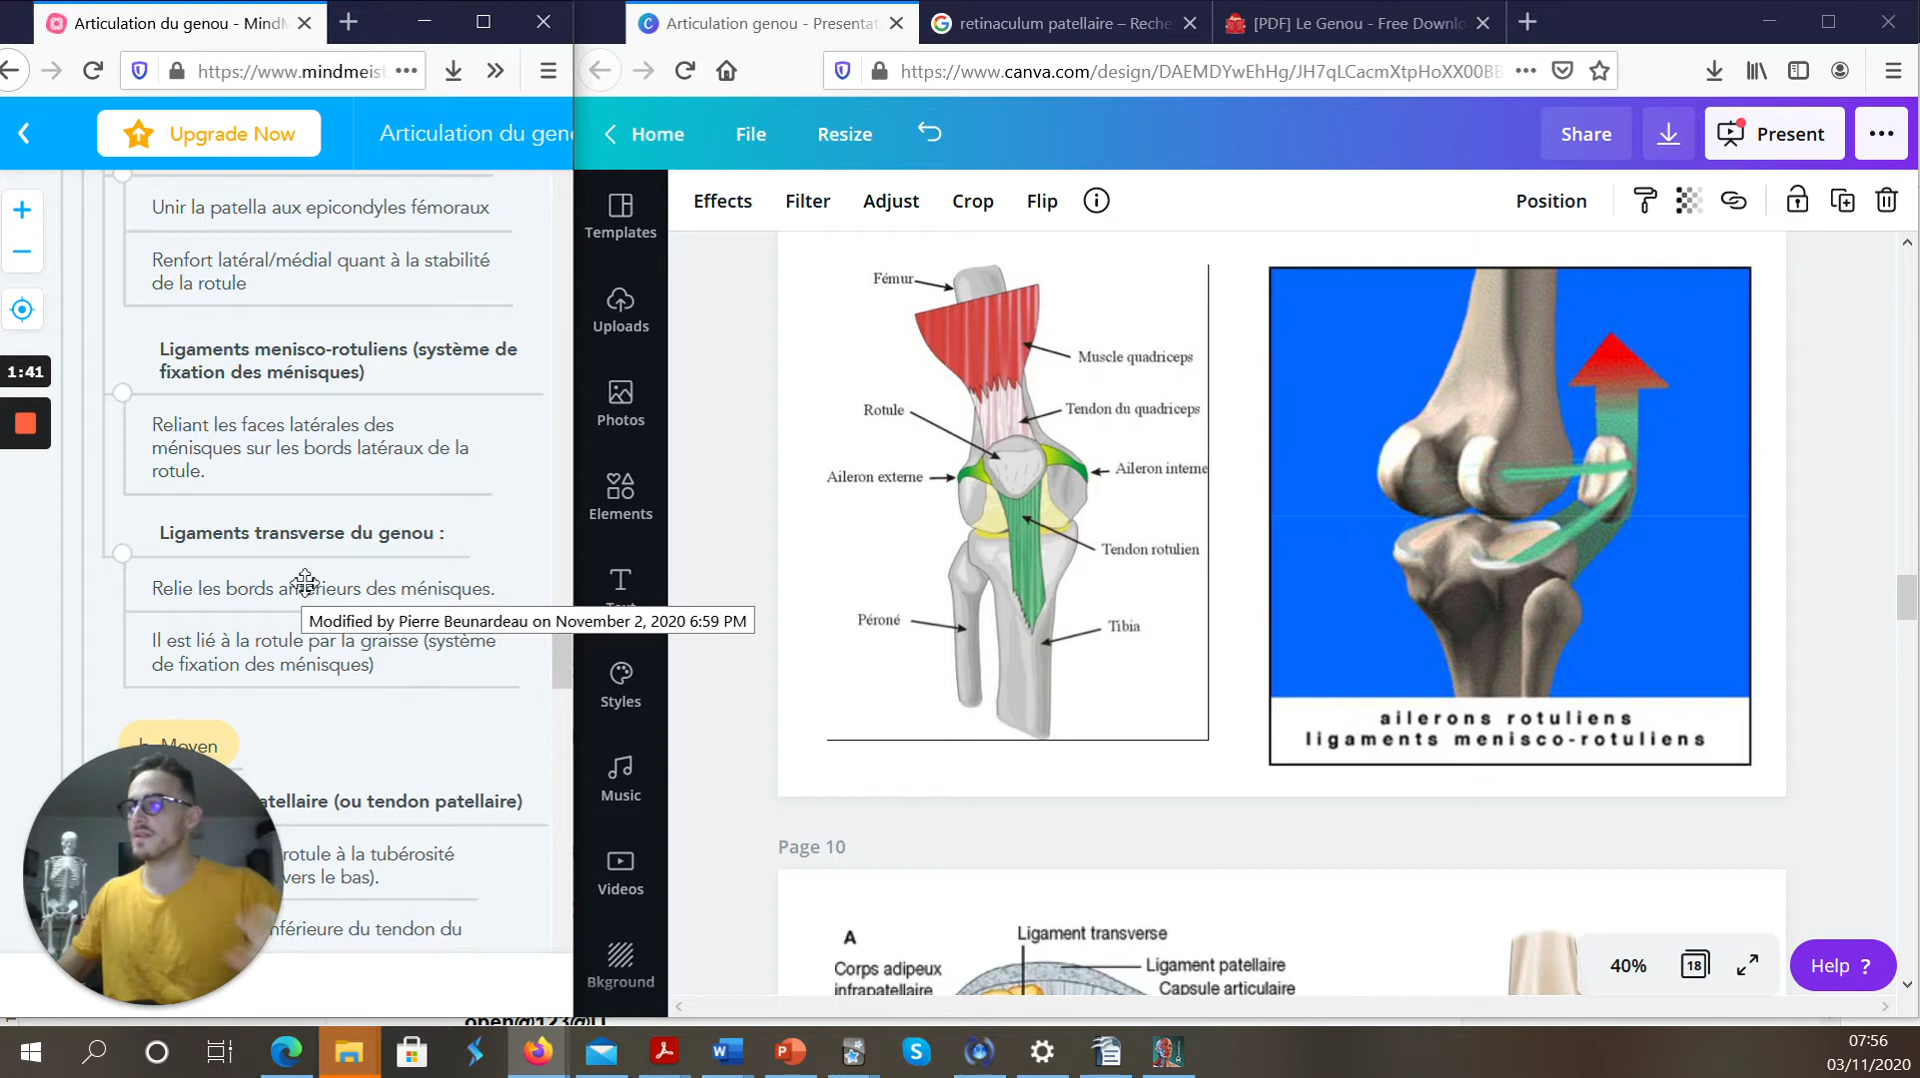 Articulation du genou - MindM
Articulation genou - Presentat
retinaculum patellaire – Reche
[PDF] Le Genou - Free Downlo
https://www.mindmeist
https://www.canva.com/design/DAEMDYwEhHg/JH7qLCacmXtpHoXX00BB
Upgrade Now
Articulation du gen
Home
File
Resize
Share
Present
Effects
Filter
Adjust
Crop
Flip
Position
Templates
Uploads
Photos
Elements
Text
Styles
Music
Videos
Bkground
Unir la patella aux epicondyles fémoraux
Renfort latéral/médial quant à la stabilité
de la rotule
1:41
Ligaments menisco-rotuliens (système de
fixation des ménisques)
Reliant les faces latérales des
ménisques sur les bords latéraux de la
rotule.
Ligaments transverse du genou :
Relie les bords antérieurs des ménisques.
Modified by Pierre Beunardeau on November 2, 2020 6:59 PM
Il est lié à la rotule par la graisse (système
de fixation des ménisques)
b. Moyen
atellaire (ou tendon patellaire)
rotule à la tubérosité
vers le bas).
nférieure du tendon du
Fémur
Muscle quadriceps
Rotule
Tendon du quadriceps
Aileron externe
Aileron interne
Tendon rotulien
Péroné
Tibia
ailerons rotuliens
ligaments menisco-rotuliens
Page 10
A
Ligament transverse
Corps adipeux
infrapatellaire
Ligament patellaire
Capsule articulaire
40%
18
Help ?
open@123@IT
07:56
03/11/2020